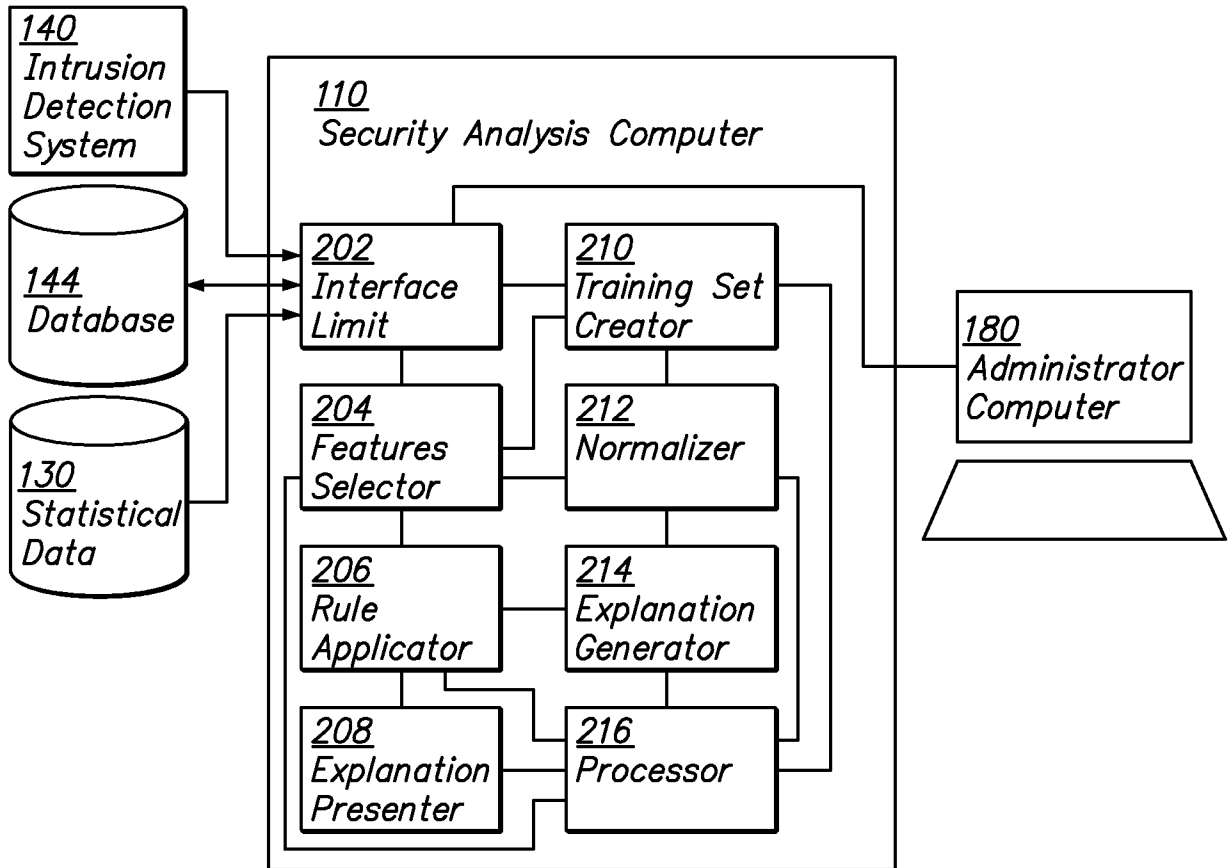 140
Intrusion
Detection
System
110
Security Analysis Computer
144
Database
130
Statistical
Data
202
Interface
Limit
204
Features
Selector
206
Rule
Applicator
208
Explanation
Presenter
210
Training Set
Creator
212
Normalizer
214
Explanation
Generator
216
Processor
180
Administrator
Computer